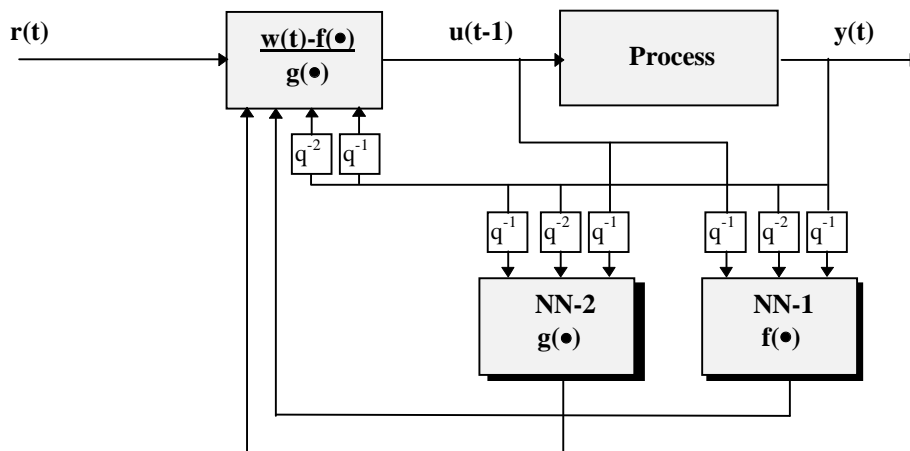 r(t)
w(t)-f(●)
g(●)
u(t-1)
Process
y(t)
q⁻²
q⁻¹
q⁻¹
q⁻²
q⁻¹
q⁻¹
q⁻²
q⁻¹
NN-2
g(●)
NN-1
f(●)